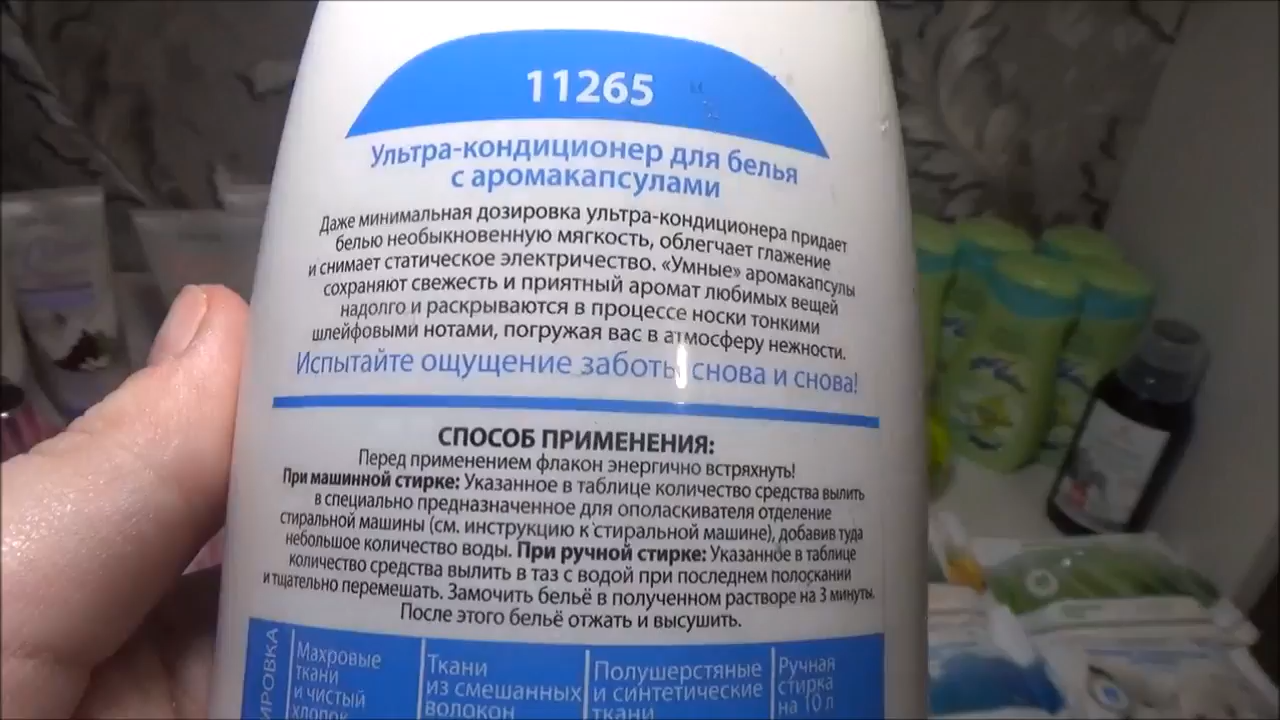 11265
Ультра-кондиционер для белья
с аромакапсулами
Даже минимальная дозировка ультра-кондиционера придает
белью необыкновенную мягкость, облегчает глажение
и снимает статическое электричество. «Умные» аромакапсулы
сохраняют свежесть и приятный аромат любимых вещей
надолго и раскрываются в процессе носки тонкими
шлейфовыми нотами, погружая вас в атмосферу нежности.
Испытайте ощущение заботы снова и снова!
СПОСОБ ПРИМЕНЕНИЯ:
Перед применением флакон энергично встряхнуть!
При машинной стирке: Указанное в таблице количество средства вылить
в специально предназначенное для ополаскивателя отделение
стиральной машины (см. инструкцию к стиральной машине), добавив туда
небольшое количество воды. При ручной стирке: Указанное в таблице
количество средства вылить в таз с водой при последнем полоскании
и тщательно перемешать. Замочить бельё в полученном растворе на 3 минуты.
После этого бельё отжать и высушить.
ИРОВКА
Махровые
ткани
и чистый
хлопок
Ткани
из смешанных
волокон
Полушерстяные
и синтетические
ткани
Ручная
стирка
на 10 л